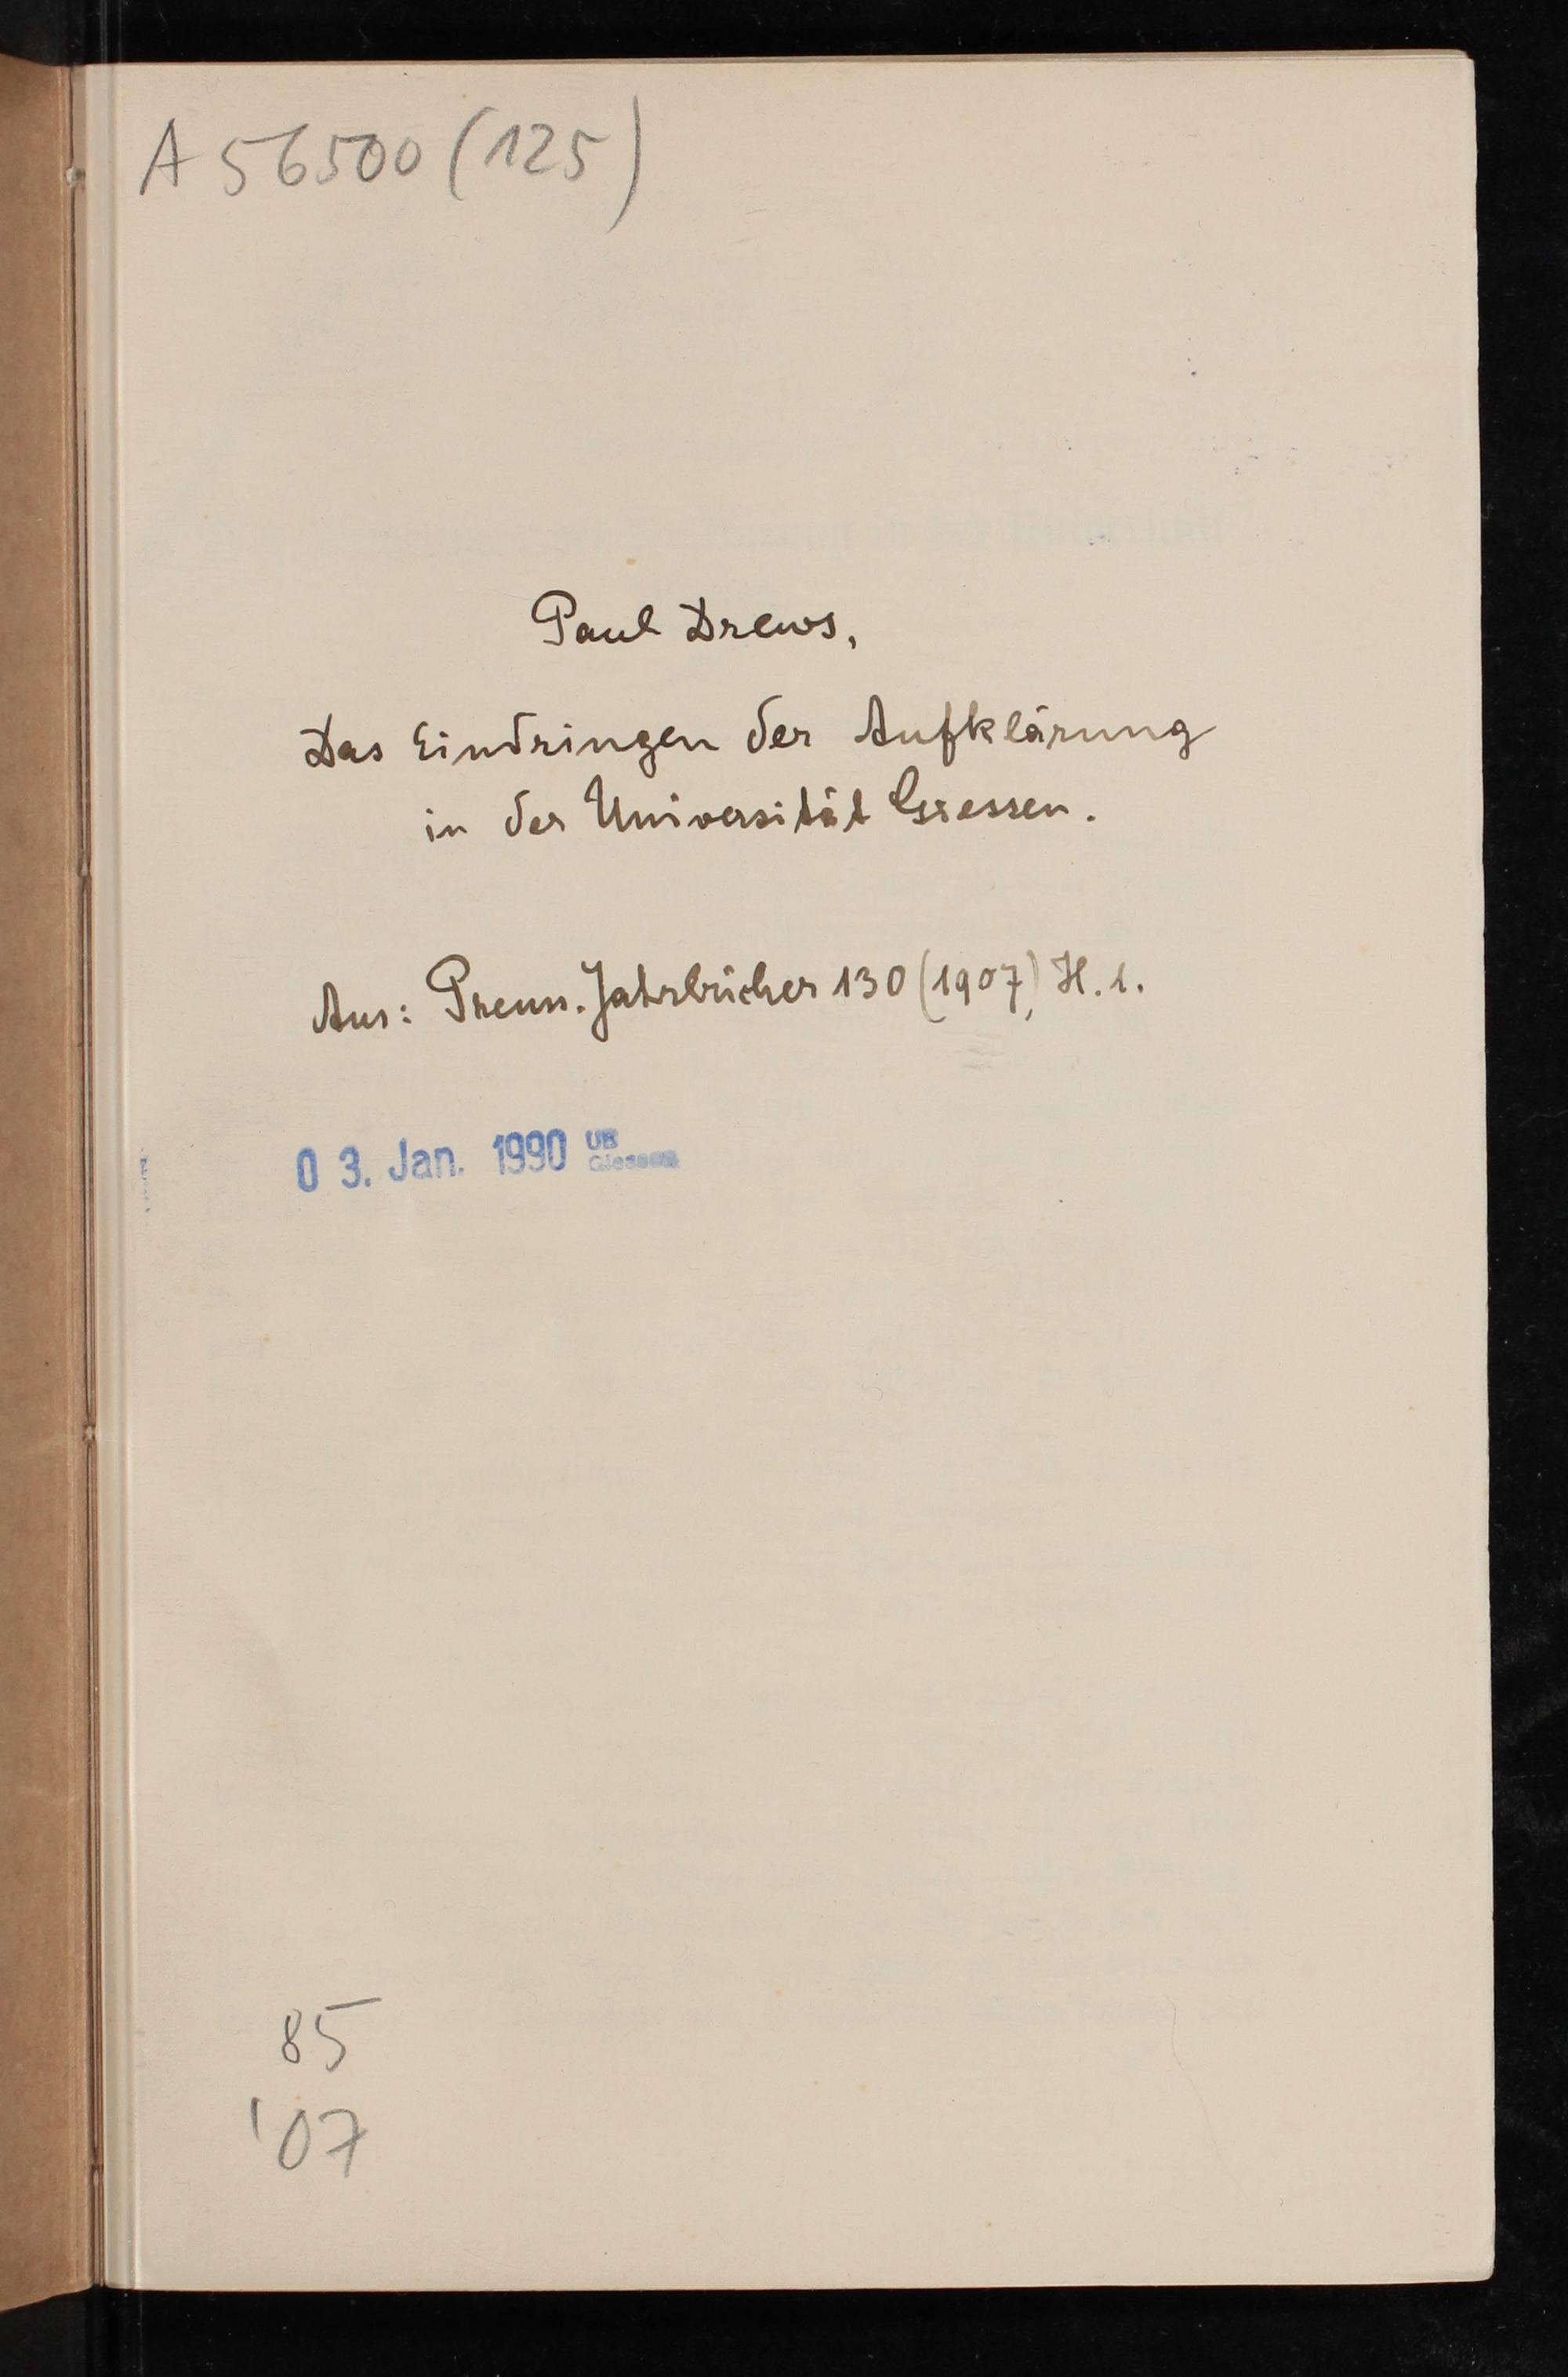 A 56500 (125)
Paul Drews,
Das Eindringen der Aufklärung
in der Universität Giessen.
Aus: Preuss. Jahrbücher 130 (1907), H. 1.
03. Jan. 1990 UB Giessen
85
'07